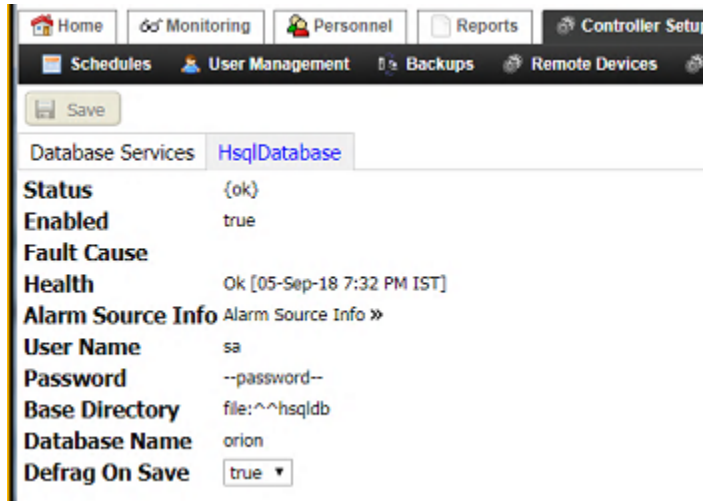 Home Monitoring Personnel Reports Controller Setup
Schedules User Management Backups Remote Devices
Save
Database Services HsqlDatabase
Status {ok}
Enabled true
Fault Cause
Health Ok [05-Sep-18 7:32 PM IST]
Alarm Source Info Alarm Source Info »
User Name sa
Password --password--
Base Directory file:^^hsqldb
Database Name orion
Defrag On Save true